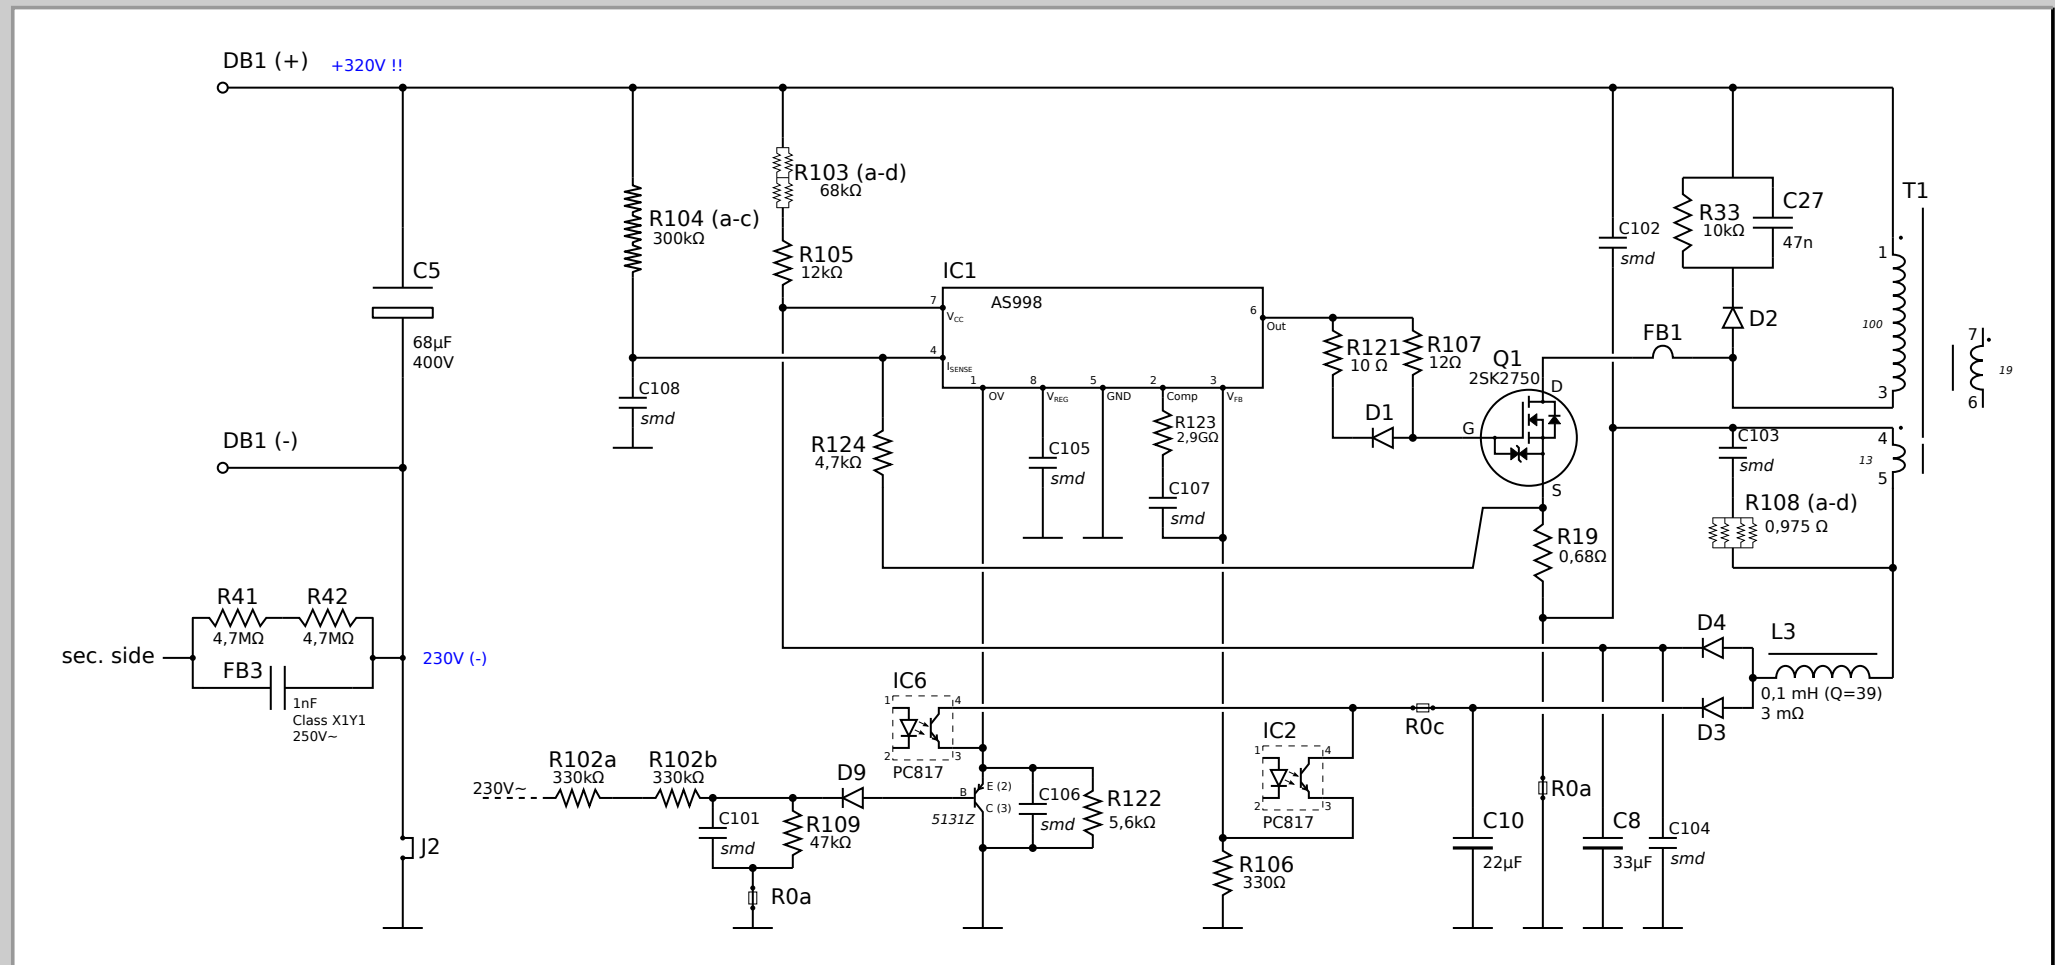 DB1 (+)
+320V !!
C5
68µF
400V
DB1 (-)
R41
4,7MΩ
R42
4,7MΩ
sec. side
FB3
1nF
Class X1Y1
250V~
230V (-)
J2
R104 (a-c)
300kΩ
C108
smd
R103 (a-d)
68kΩ
R105
12kΩ
IC1
AS998
7
VCC
4
ISENSE
1
OV
8
VREG
5
GND
2
Comp
3
VFB
6
Out
R124
4,7kΩ
C105
smd
R123
2,9GΩ
C107
smd
R121
10 Ω
R107
12Ω
D1
Q1
2SK2750
D
G
S
R19
0,68Ω
FB1
C102
smd
R33
10kΩ
C27
47n
D2
T1
1
100
3
7
19
6
4
13
5
C103
smd
R108 (a-d)
0,975 Ω
D4
L3
0,1 mH (Q=39)
3 mΩ
D3
R0c
IC6
1
4
2
3
PC817
IC2
1
4
2
3
PC817
230V~
R102a
330kΩ
R102b
330kΩ
C101
smd
R109
47kΩ
R0a
D9
B
E (2)
C (3)
5131Z
C106
smd
R122
5,6kΩ
R106
330Ω
C10
22µF
R0a
C8
33µF
C104
smd